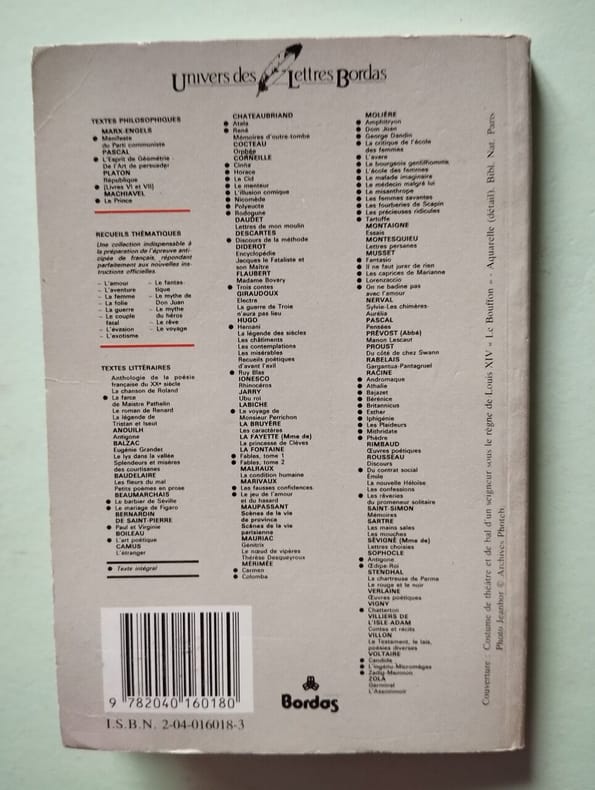 Univers des Lettres Bordas
TEXTES PHILOSOPHIQUES
MARX-ENGELS
● Manifeste
du Parti communiste
PASCAL
● L'Esprit de Géométrie -
De l'Art de persuader
PLATON
République
● [Livres VI et VII]
MACHIAVEL
● Le Prince
RECUEILS THÉMATIQUES
Une collection indispensable à
la préparation de l'épreuve anti-
cipée de français, répondant
parfaitement aux nouvelles ins-
tructions officielles.
– L'amour
– L'aventure
– La femme
– La folie
– La guerre
– Le couple
fatal
– L'évasion
– L'exotisme
– Le fantas-
tique
– Le mythe de
Don Juan
– Le mythe
du héros
– Le rêve
– Le voyage
TEXTES LITTÉRAIRES
Anthologie de la poésie
française du XXe siècle
La chanson de Roland
● La farce
de Maistre Pathelin
Le roman de Renard
La légende de
Tristan et Iseut
ANOUILH
Antigone
BALZAC
Eugénie Grandet
Le lys dans la vallée
Splendeurs et misères
des courtisanes
BAUDELAIRE
Les fleurs du mal
Petits poèmes en prose
BEAUMARCHAIS
● Le barbier de Séville
● Le mariage de Figaro
BERNARDIN
DE SAINT-PIERRE
● Paul et Virginie
BOILEAU
● L'art poétique
CAMUS
L'étranger
● Texte intégral
CHATEAUBRIAND
● Atala
● René
Mémoires d'outre-tombe
COCTEAU
Orphée
CORNEILLE
● Cinna
● Horace
● Le Cid
● Le menteur
● L'illusion comique
● Nicomède
● Polyeucte
● Rodogune
DAUDET
Lettres de mon moulin
DESCARTES
● Discours de la méthode
DIDEROT
Encyclopédie
Jacques le Fataliste et
son Maître
FLAUBERT
Madame Bovary
● Trois contes
GIRAUDOUX
Electre
La guerre de Troie
n'aura pas lieu
HUGO
● Hernani
La légende des siècles
Les châtiments
Les contemplations
Les misérables
Recueils poétiques
d'avant l'exil
● Ruy Blas
IONESCO
Rhinocéros
JARRY
Ubu roi
LABICHE
● Le voyage de
Monsieur Perrichon
LA BRUYÈRE
Les caractères
LA FAYETTE (Mme de)
La princesse de Clèves
LA FONTAINE
● Fables, tome 1
● Fables, tome 2
MALRAUX
La condition humaine
MARIVAUX
● Les fausses confidences
● Le jeu de l'amour
et du hasard
MAUPASSANT
Scènes de la vie
de province
Scènes de la vie
parisienne
MAURIAC
Génitrix
Le nœud de vipères
Thérèse Desqueyroux
MÉRIMÉE
● Carmen
● Colomba
MOLIÈRE
● Amphitryon
● Dom Juan
● George Dandin
● La critique de l'école
des femmes
● L'avare
● Le bourgeois gentilhomme
● L'école des femmes
● Le malade imaginaire
● Le médecin malgré lui
● Le misanthrope
● Les femmes savantes
● Les fourberies de Scapin
● Les précieuses ridicules
● Tartuffe
MONTAIGNE
Essais
MONTESQUIEU
Lettres persanes
MUSSET
● Fantasio
● Il ne faut jurer de rien
● Les caprices de Marianne
● Lorenzaccio
● On ne badine pas
avec l'amour
NERVAL
Sylvie-Les chimères-
Aurélia
PASCAL
Pensées
PRÉVOST (Abbé)
Manon Lescaut
PROUST
Du côté de chez Swann
RABELAIS
Gargantua-Pantagruel
RACINE
● Andromaque
● Athalie
● Bajazet
● Bérénice
● Britannicus
● Esther
● Iphigénie
● Les Plaideurs
● Mithridate
● Phèdre
RIMBAUD
Œuvres poétiques
ROUSSEAU
Discours
● Du contrat social
Émile
La nouvelle Héloïse
Les confessions
● Les rêveries
du promeneur solitaire
SAINT-SIMON
Mémoires
SARTRE
Les mains sales
Les mouches
SÉVIGNÉ (Mme de)
Lettres choisies
SOPHOCLE
● Antigone
● Œdipe-Roi
STENDHAL
La chartreuse de Parme
Le rouge et le noir
VERLAINE
Œuvres poétiques
VIGNY
● Chatterton
VILLIERS DE
L'ISLE-ADAM
Contes et récits
VILLON
Le Testament, le lais,
poésies diverses
VOLTAIRE
● Candide
● L'ingénu-Micromégas
● Zadig-Memnon
ZOLA
Germinal
L'Assommoir
9 782040 160180
I.S.B.N. 2-04-016018-3
Bordas
Couverture : Costume de théâtre et de bal d'un seigneur sous le règne de Louis XIV « Le Bouffon » - Aquarelle (détail). Bibl. Nat. Paris
Photo Jeanbor © Archives Photeb.